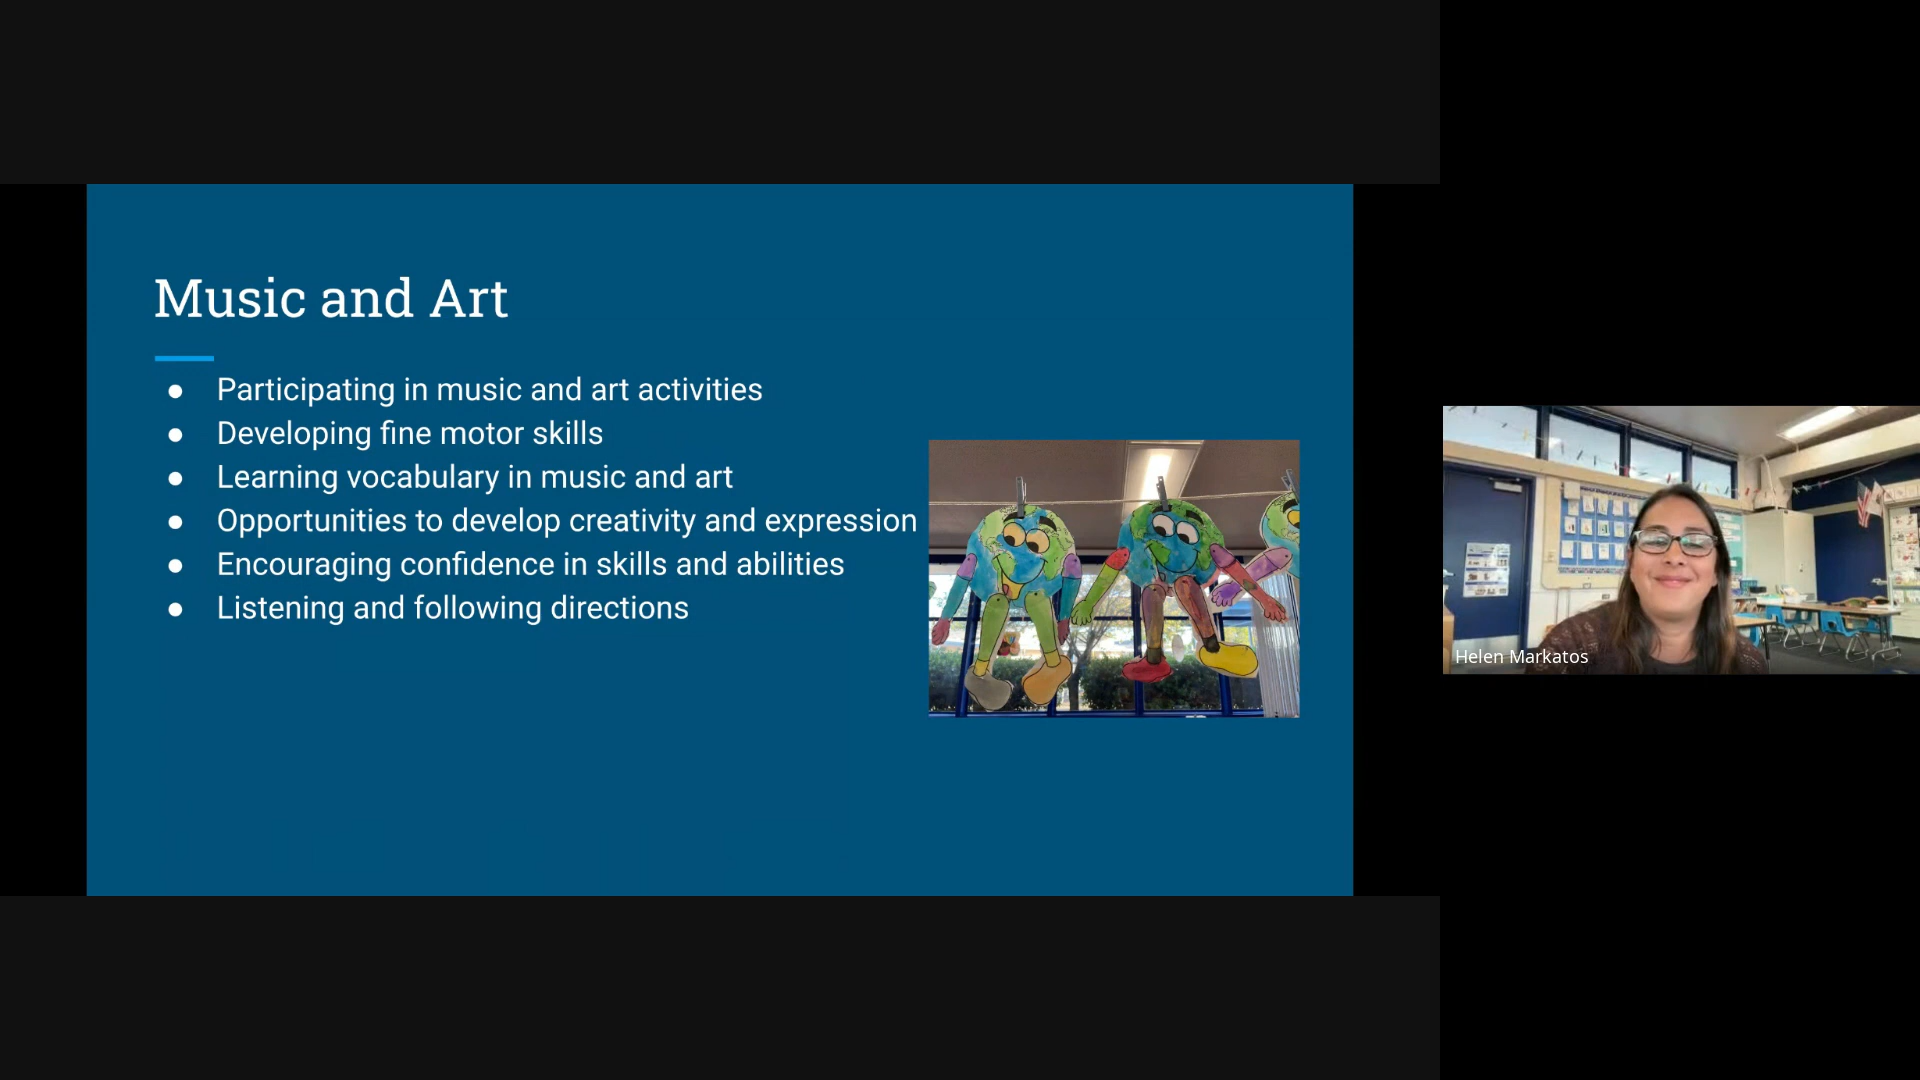 Music and Art
● Participating in music and art activities
● Developing fine motor skills
● Learning vocabulary in music and art
● Opportunities to develop creativity and expression
● Encouraging confidence in skills and abilities
● Listening and following directions
Helen Markatos